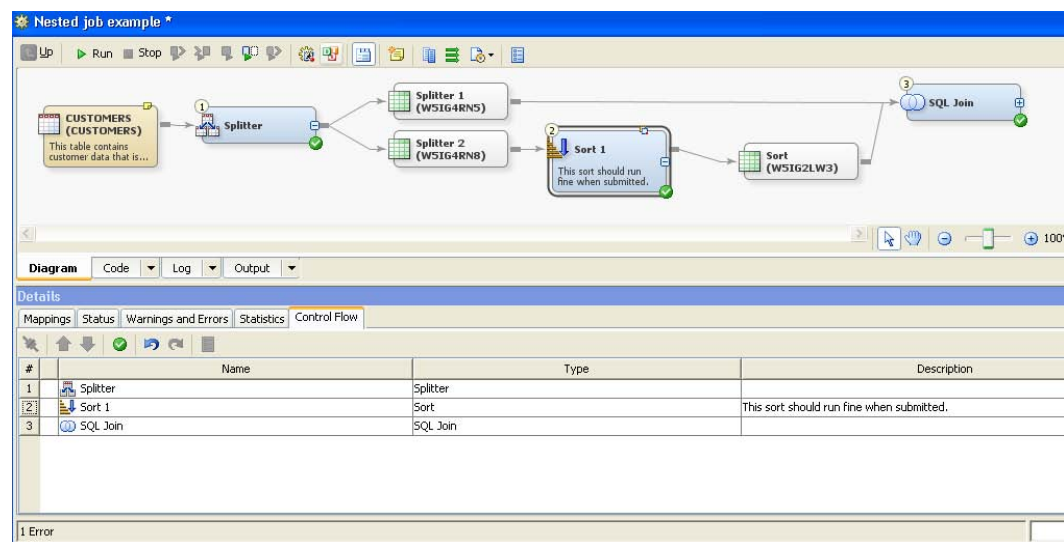 Nested job example *
Up Run Stop
CUSTOMERS
(CUSTOMERS)
This table contains
customer data that is...
1
Splitter
Splitter 1
(W5IG4RN5)
Splitter 2
(W5IG4RN8)
2
Sort 1
This sort should run
fine when submitted.
Sort
(W5IG2LW3)
3
SQL Join
100%
Diagram Code Log Output
Details
Mappings Status Warnings and Errors Statistics Control Flow
# Name Type Description
1 Splitter Splitter
2 Sort 1 Sort This sort should run fine when submitted.
3 SQL Join SQL Join
1 Error